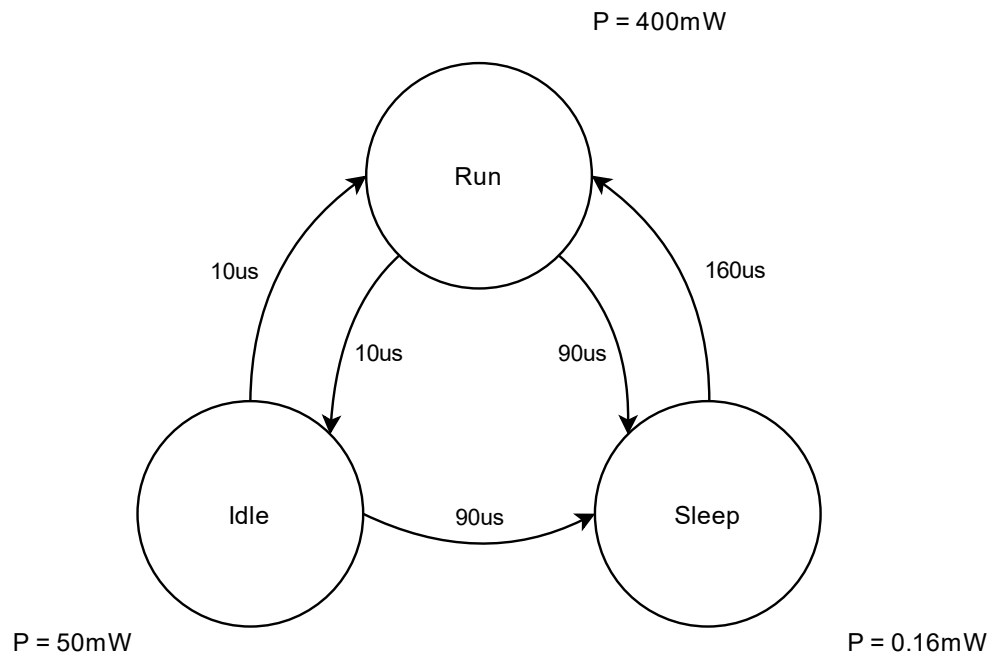 P = 400mW
Run
10us
160us
10us
90us
Idle
90us
Sleep
P = 50mW
P = 0.16mW